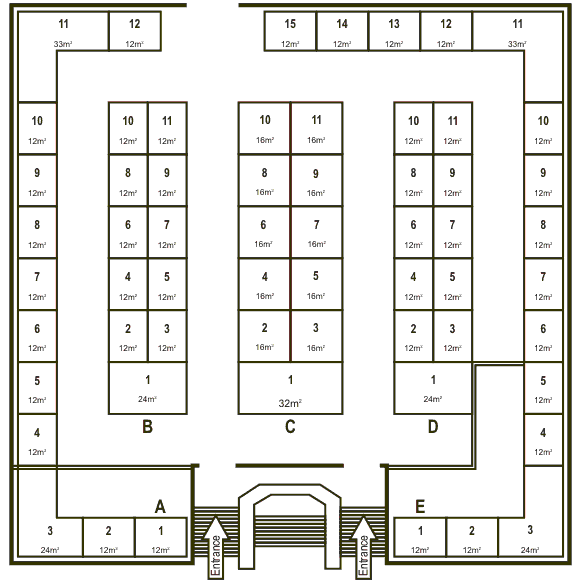 11 12 15 14 13 12 11
33m² 12m² 12m² 12m² 12m² 12m² 33m²
10 10 11 10 11 10 11 10
12m² 12m² 12m² 16m² 16m² 12m² 12m² 12m²
9 8 9 8 9 8 9 9
12m² 12m² 12m² 16m² 16m² 12m² 12m² 12m²
8 6 7 6 7 6 7 8
12m² 12m² 12m² 16m² 16m² 12m² 12m² 12m²
7 4 5 4 5 4 5 7
12m² 12m² 12m² 16m² 16m² 12m² 12m² 12m²
6 2 3 2 3 2 3 6
12m² 12m² 12m² 16m² 16m² 12m² 12m² 12m²
5 1 1 1 5
12m² 24m² 32m² 24m² 12m²
B C D
4 4
12m² 12m²
A E
3 2 1 1 2 3
24m² 12m² 12m² 12m² 12m² 24m²
Entrance Entrance